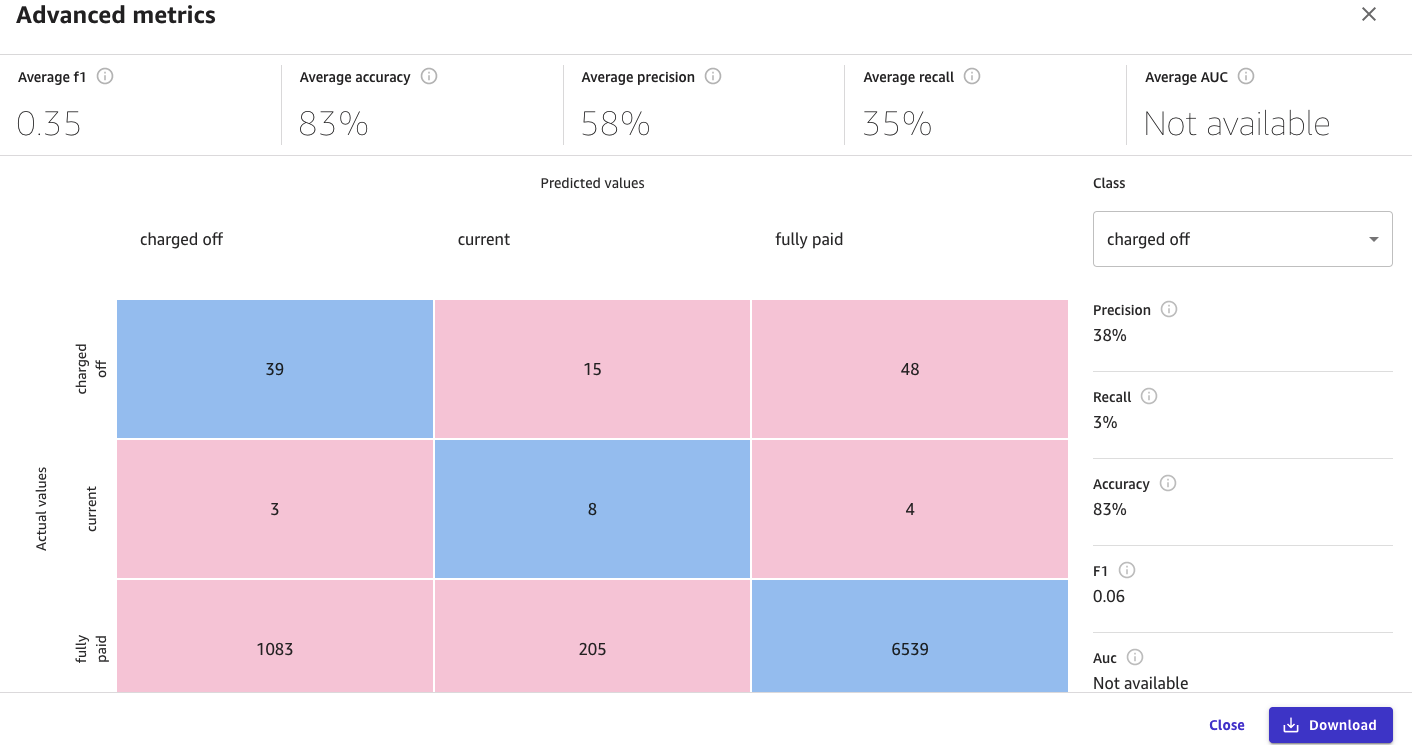 Advanced metrics
Average f1
0.35
Average accuracy
83%
Average precision
58%
Average recall
35%
Average AUC
Not available
Predicted values
charged off
current
fully paid
Actual values
charged
off
39
15
48
current
3
8
4
fully
paid
1083
205
6539
Class
charged off
Precision
38%
Recall
3%
Accuracy
83%
F1
0.06
Auc
Not available
Close
Download